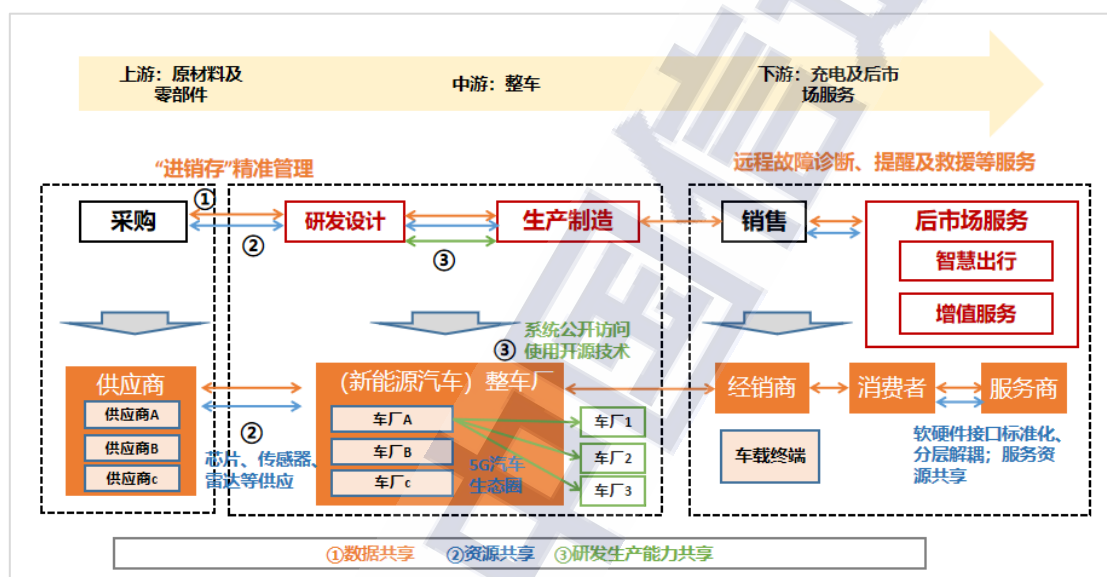 上游：原材料及
零部件
中游：整车
下游：充电及后市
场服务
“进销存”精准管理
远程故障诊断、提醒及救援等服务
采购
①
②
研发设计
③
生产制造
销售
后市场服务
智慧出行
增值服务
系统公开访问
③ 使用开源技术
供应商
供应商A
供应商B
供应商c
②
芯片、传感器、
雷达等供应
（新能源汽车）整车厂
车厂A
车厂B
车厂c
5G汽车
生态圈
车厂1
车厂2
车厂3
经销商
消费者
服务商
车载终端
软硬件接口标准化、
分层解耦；服务资
源共享
①数据共享 ②资源共享 ③研发生产能力共享
中国信通